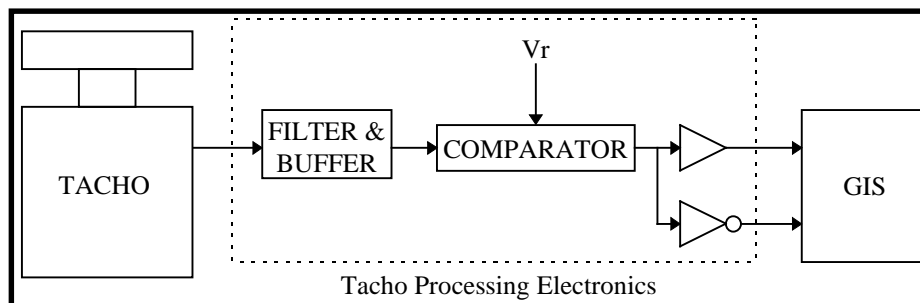 Vr
FILTER &
BUFFER
COMPARATOR
TACHO
GIS
Tacho Processing Electronics